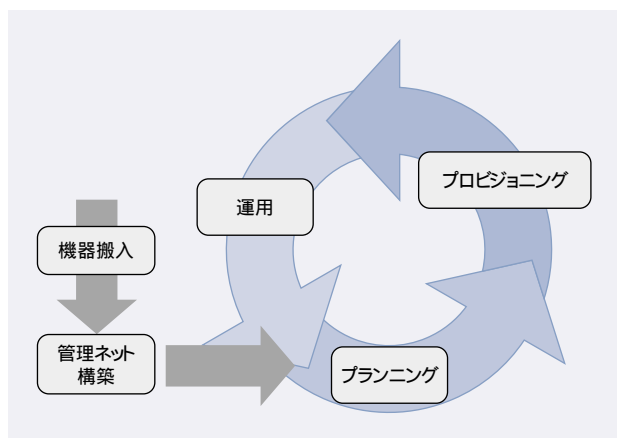 プロビジョニング
運用
機器搬入
管理ネット
構築
プランニング